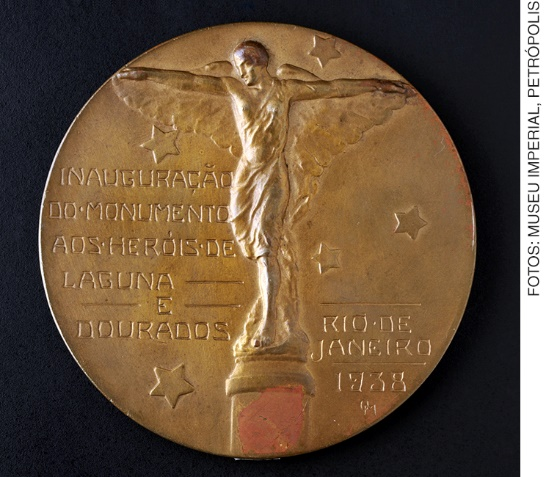 INAUGURAÇÃO
DO·MONUMENTO
AOS·HERÓIS·DE
LAGUNA
E
DOURADOS
RIO·DE
JANEIRO
1938
FOTOS: MUSEU IMPERIAL, PETRÓPOLIS